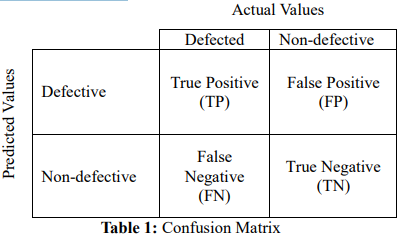 Actual Values
Defected Non-defective
Predicted Values
Defective
True Positive
(TP)
False Positive
(FP)
Non-defective
False
Negative
(FN)
True Negative
(TN)
Table 1: Confusion Matrix